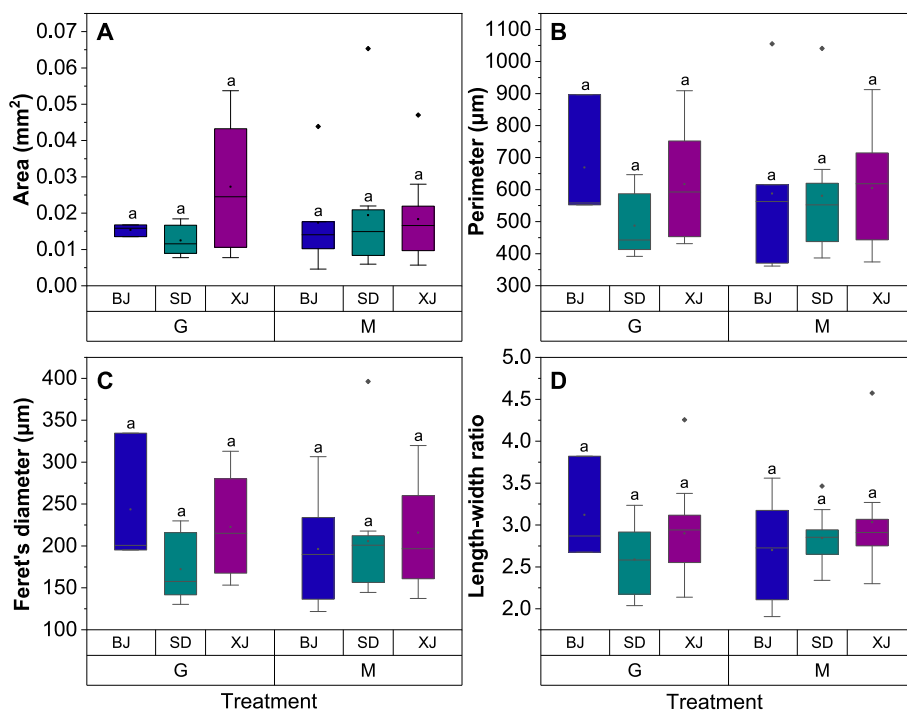 A
Area (mm²)
0.07
0.06
0.05
0.04
0.03
0.02
0.01
0.00
a a a a a a
BJ SD XJ BJ SD XJ
G M
B
Perimeter (µm)
1100
1000
900
800
700
600
500
400
300
a a a a a a
BJ SD XJ BJ SD XJ
G M
C
Feret's diameter (µm)
400
350
300
250
200
150
100
a a a a a a
BJ SD XJ BJ SD XJ
G M
Treatment
D
Length-width ratio
5.0
4.5
4.0
3.5
3.0
2.5
2.0
a a a a a a
BJ SD XJ BJ SD XJ
G M
Treatment